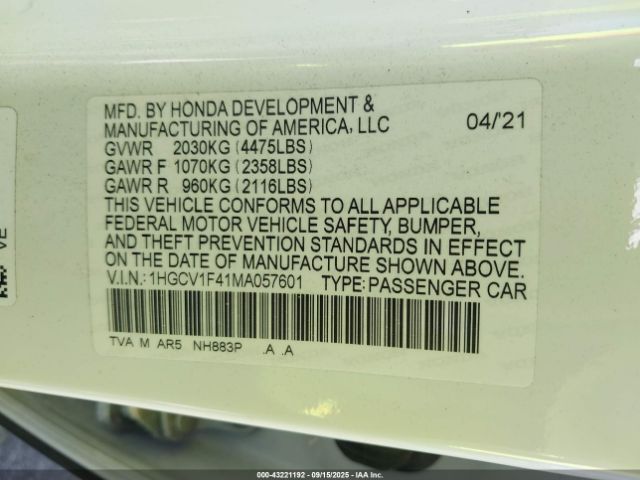 MFD. BY HONDA DEVELOPMENT &
MANUFACTURING OF AMERICA, LLC 04/'21
GVWR 2030KG (4475LBS)
GAWR F 1070KG (2358LBS)
GAWR R 960KG (2116LBS)
THIS VEHICLE CONFORMS TO ALL APPLICABLE
FEDERAL MOTOR VEHICLE SAFETY, BUMPER,
AND THEFT PREVENTION STANDARDS IN EFFECT
ON THE DATE OF MANUFACTURE SHOWN ABOVE.
V.I.N.: 1HGCV1F41MA057601 TYPE: PASSENGER CAR
TVA M AR5 NH883P .A .A
VE
000-43221192 - 09/15/2025 - IAA Inc.